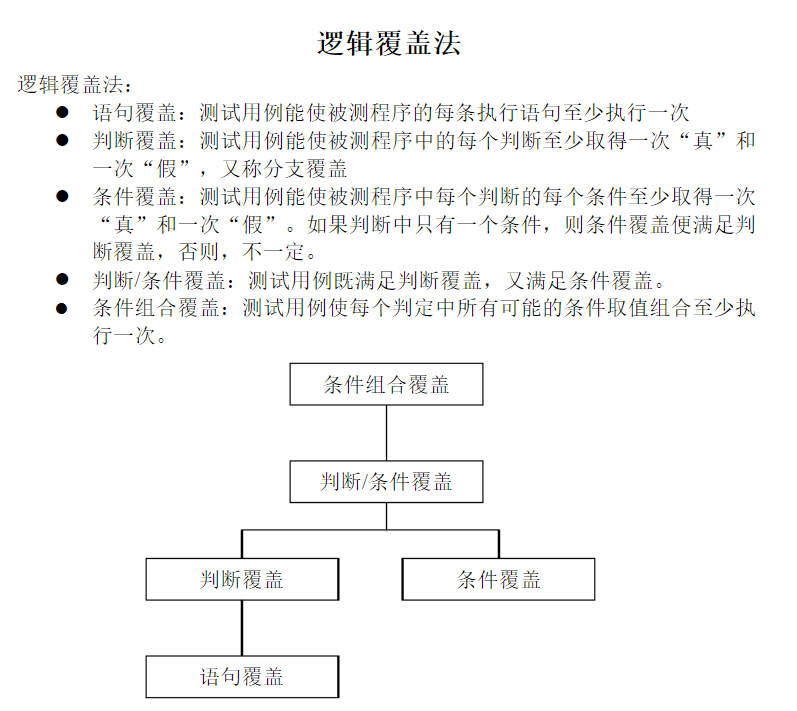 逻辑覆盖法
逻辑覆盖法：
● 语句覆盖：测试用例能使被测程序的每条执行语句至少执行一次
● 判断覆盖：测试用例能使被测程序中的每个判断至少取得一次“真”和
一次“假”，又称分支覆盖
● 条件覆盖：测试用例能使被测程序中每个判断的每个条件至少取得一次
“真”和一次“假”。如果判断中只有一个条件，则条件覆盖便满足判
断覆盖，否则，不一定。
● 判断/条件覆盖：测试用例既满足判断覆盖，又满足条件覆盖。
● 条件组合覆盖：测试用例使每个判定中所有可能的条件取值组合至少执
行一次。
条件组合覆盖
判断/条件覆盖
判断覆盖
条件覆盖
语句覆盖